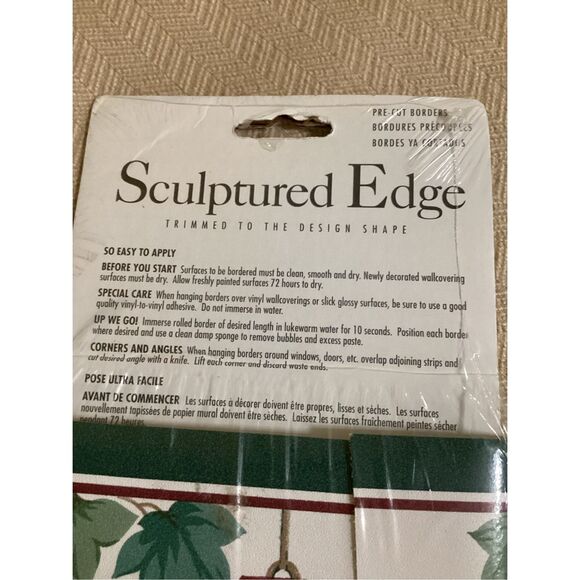 PRE-CUT BORDERS
BORDURES PRÉCOUPÉES
BORDES YA CORTADOS
Sculptured Edge
TRIMMED TO THE DESIGN SHAPE
SO EASY TO APPLY
BEFORE YOU START Surfaces to be bordered must be clean, smooth and dry. Newly decorated wallcovering
surfaces must be dry. Allow freshly painted surfaces 72 hours to dry.
SPECIAL CARE When hanging borders over vinyl wallcoverings or slick glossy surfaces, be sure to use a good
quality vinyl-to-vinyl adhesive. Do not immerse in water.
UP WE GO! Immerse rolled border of desired length in lukewarm water for 10 seconds. Position each border
where desired and use a clean damp sponge to remove bubbles and excess paste.
CORNERS AND ANGLES When hanging borders around windows, doors, etc. overlap adjoining strips and
cut desired angle with a knife. Lift each corner and discard waste ends.
POSE ULTRA FACILE
AVANT DE COMMENCER Les surfaces à décorer doivent être propres, lisses et sèches. Les surfaces
nouvellement tapissées de papier mural doivent être sèches. Laissez les surfaces fraîchement peintes sécher
pendant 72 heures.